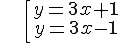 y = 3x + 1
y = 3x - 1